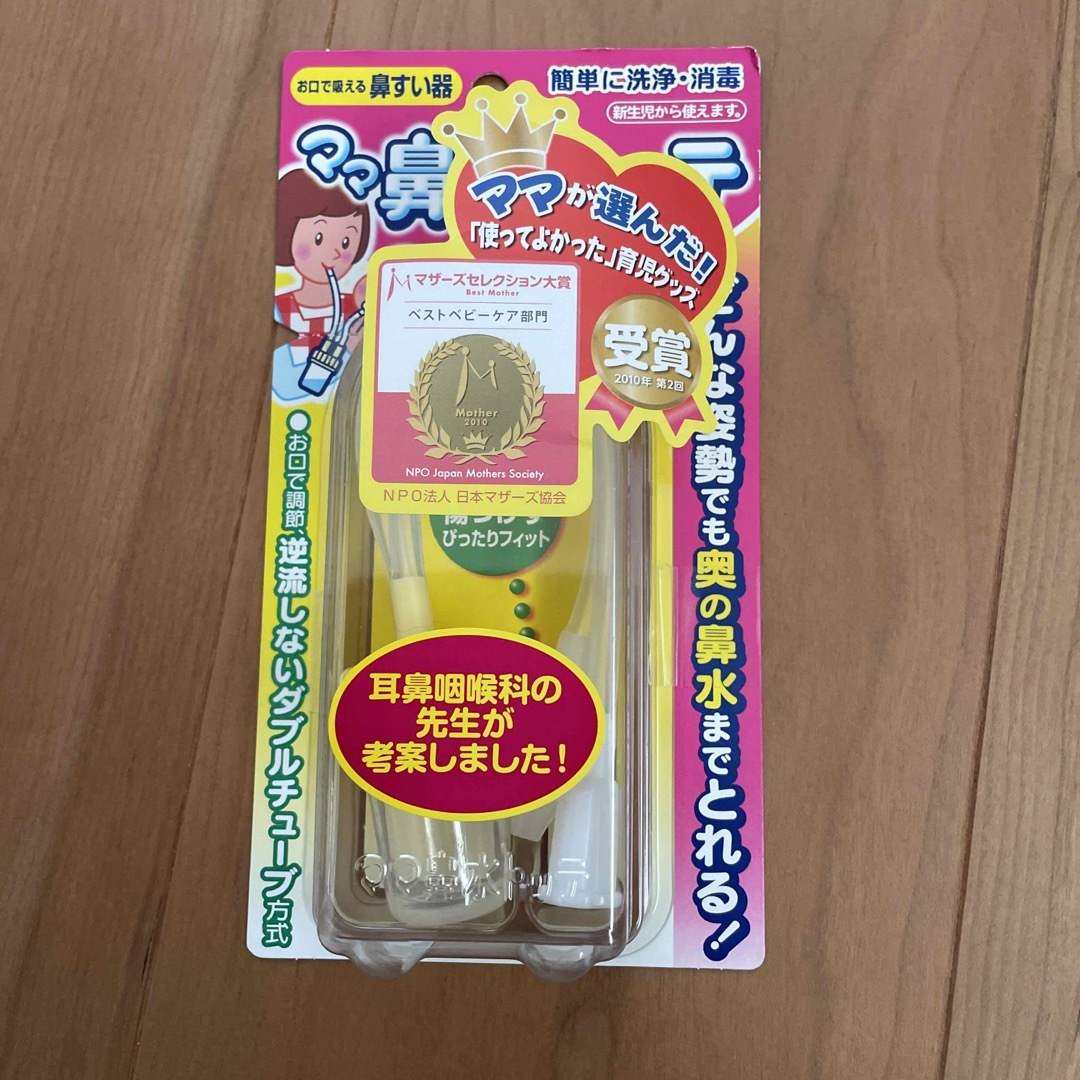 お口で吸える鼻すい器
簡単に洗浄・消毒
新生児から使えます。
ママ鼻
テ
ママが選んだ!
「使ってよかった」育児グッズ
受賞
2010年 第2回
マザーズセレクション大賞
Best Mother
ベストベビーケア部門
Mother
2010
NPO Japan Mothers Society
NPO法人 日本マザーズ協会
ぴったりフィット
んな姿勢でも奥の鼻水までとれる!
●お口で調節、逆流しないダブルチューブ方式
耳鼻咽喉科の
先生が
考案しました!
鼻水ト